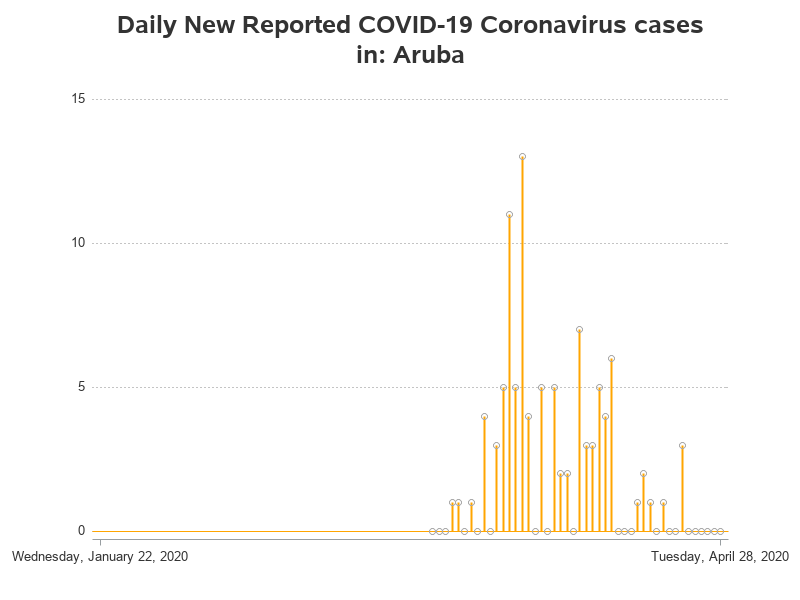 Daily New Reported COVID-19 Coronavirus cases
in: Aruba
15
10
5
0
Wednesday, January 22, 2020
Tuesday, April 28, 2020